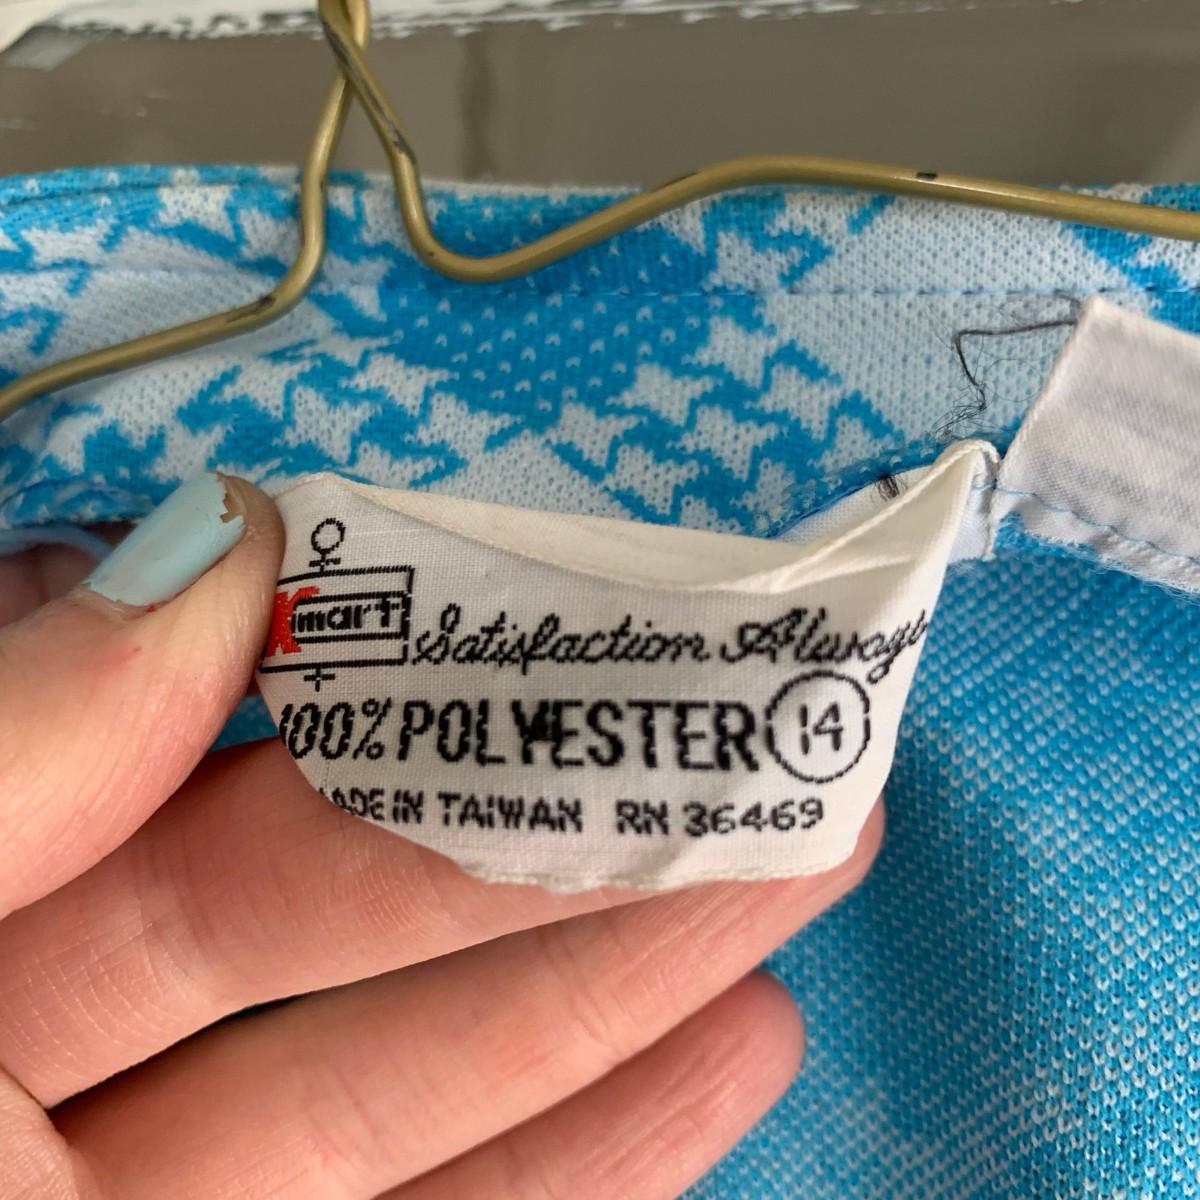 Kmart Satisfaction Always
100% POLYESTER 14
MADE IN TAIWAN RN 36469